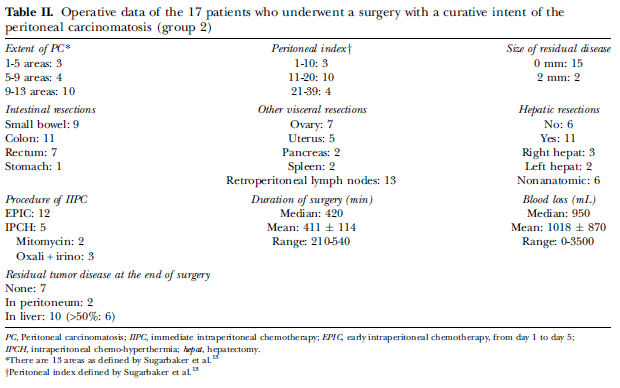 Table II. Operative data of the 17 patients who underwent a surgery with a curative intent of the
peritoneal carcinomatosis (group 2)
Extent of PC* Peritoneal index† Size of residual disease
1-5 areas: 3 1-10: 3 0 mm: 15
5-9 areas: 4 11-20: 10 2 mm: 2
9-13 areas: 10 21-39: 4
Intestinal resections Other visceral resections Hepatic resections
Small bowel: 9 Ovary: 7 No: 6
Colon: 11 Uterus: 5 Yes: 11
Rectum: 7 Pancreas: 2 Right hepat: 3
Stomach: 1 Spleen: 2 Left hepat: 2
Retroperitoneal lymph nodes: 13 Nonanatomic: 6
Procedure of IIPC Duration of surgery (min) Blood loss (mL)
EPIC: 12 Median: 420 Median: 950
IPCH: 5 Mean: 411 ± 114 Mean: 1018 ± 870
Mitomycin: 2 Range: 210-540 Range: 0-3500
Oxali + irino: 3
Residual tumor disease at the end of surgery
None: 7
In peritoneum: 2
In liver: 10 (>50%: 6)
PC, Peritoneal carcinomatosis; IIPC, immediate intraperitoneal chemotherapy; EPIC, early intraperitoneal chemotherapy, from day 1 to day 5;
IPCH, intraperitoneal chemo-hyperthermia; hepat, hepatectomy.
*There are 13 areas as defined by Sugarbaker et al.13
†Peritoneal index defined by Sugarbaker et al.13